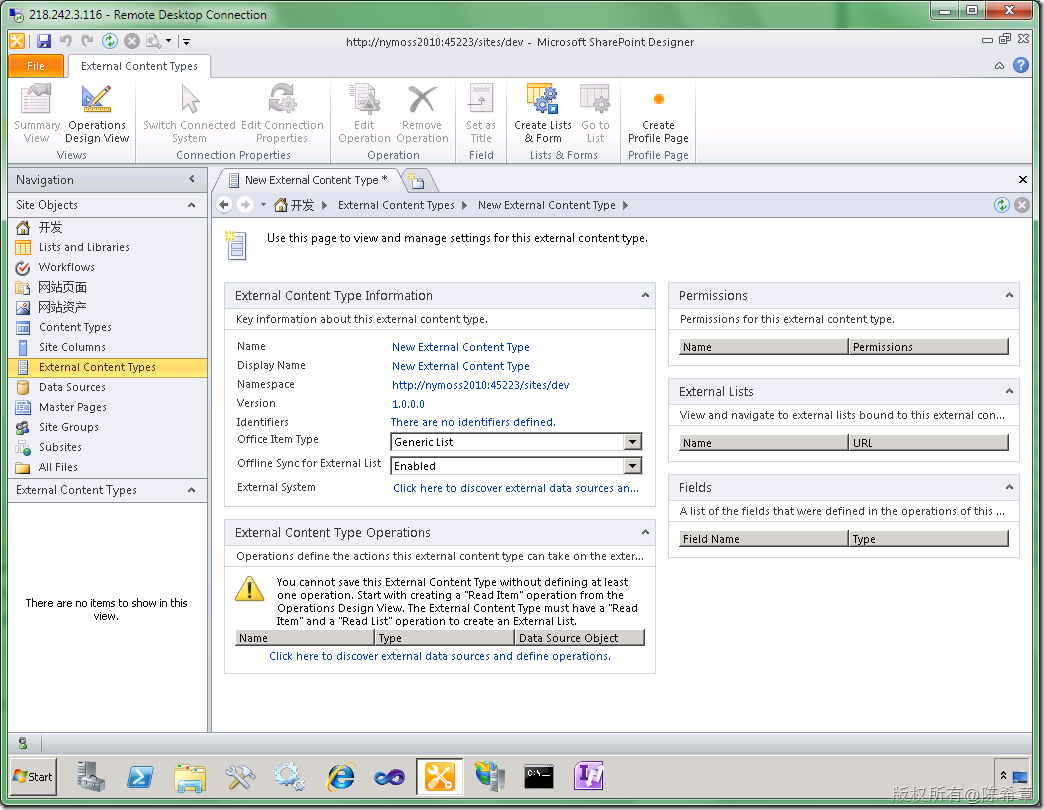 218.242.3.116 - Remote Desktop Connection
http://nymoss2010:45223/sites/dev - Microsoft SharePoint Designer
File
External Content Types
Summary View
Operations Design View
Switch Connected System
Edit Connection Properties
Edit Operation
Remove Operation
Set as Title
Create Lists & Form
Go to List
Create Profile Page
Views
Connection Properties
Operation
Field
Lists & Forms
Profile Page
Navigation
Site Objects
开发
Lists and Libraries
Workflows
网站页面
网站资产
Content Types
Site Columns
External Content Types
Data Sources
Master Pages
Site Groups
Subsites
All Files
External Content Types
There are no items to show in this
view.
New External Content Type *
开发 External Content Types New External Content Type
Use this page to view and manage settings for this external content type.
External Content Type Information
Key information about this external content type.
Name New External Content Type
Display Name New External Content Type
Namespace http://nymoss2010:45223/sites/dev
Version 1.0.0.0
Identifiers There are no identifiers defined.
Office Item Type Generic List
Offline Sync for External List Enabled
External System Click here to discover external data sources an...
External Content Type Operations
Operations define the actions this external content type can take on the exter...
You cannot save this External Content Type without defining at least
one operation. Start with creating a "Read Item" operation from the
Operations Design View. The External Content Type must have a "Read
Item" and a "Read List" operation to create an External List.
Name Type Data Source Object
Click here to discover external data sources and define operations.
Permissions
Permissions for this external content type.
Name Permissions
External Lists
View and navigate to external lists bound to this external con...
Name URL
Fields
A list of the fields that were defined in the operations of this ...
Field Name Type
Start
版权所有@陈希章